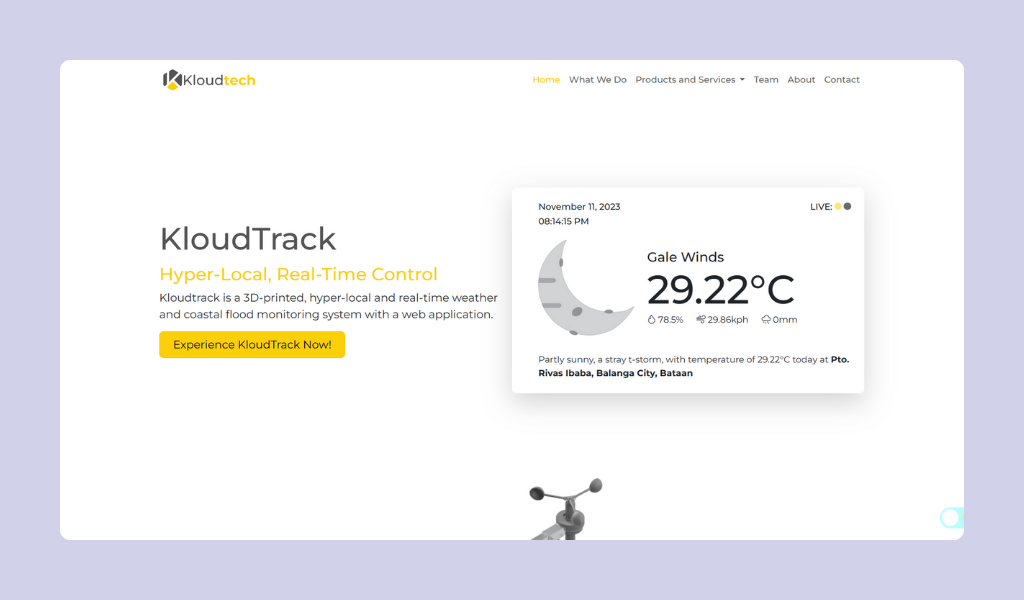 Kloudtech
Home What We Do Products and Services Team About Contact
KloudTrack
Hyper-Local, Real-Time Control
Kloudtrack is a 3D-printed, hyper-local and real-time weather
and coastal flood monitoring system with a web application.
Experience KloudTrack Now!
November 11, 2023
08:14:15 PM
LIVE:
Gale Winds
29.22°C
78.5% 29.86kph 0mm
Partly sunny, a stray t-storm, with temperature of 29.22°C today at Pto.
Rivas Ibaba, Balanga City, Bataan